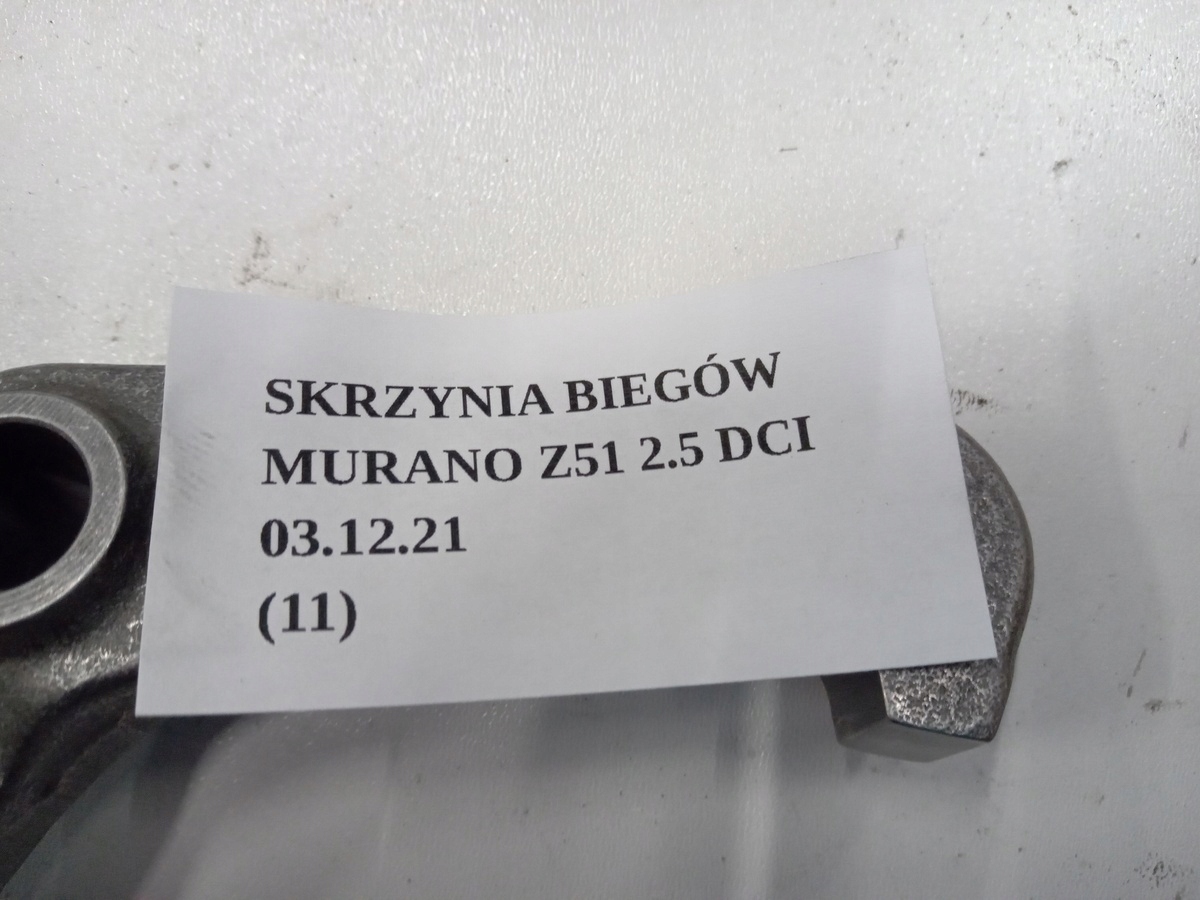 SKRZYNIA BIEGÓW
MURANO Z51 2.5 DCI
03.12.21
(11)